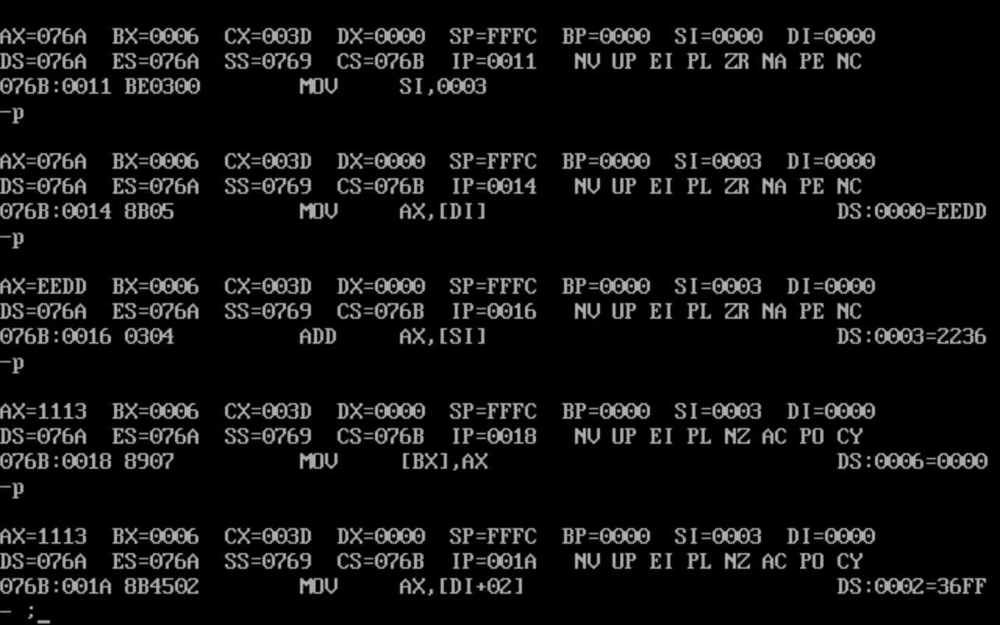 AX=076A  BX=0006  CX=003D  DX=0000  SP=FFFC  BP=0000  SI=0000  DI=0000
DS=076A  ES=076A  SS=0769  CS=076B  IP=0011   NV UP EI PL ZR NA PE NC
076B:0011 BE0300        MOV     SI,0003
-p
AX=076A  BX=0006  CX=003D  DX=0000  SP=FFFC  BP=0000  SI=0003  DI=0000
DS=076A  ES=076A  SS=0769  CS=076B  IP=0014   NV UP EI PL ZR NA PE NC
076B:0014 8B05          MOV     AX,[DI]                            DS:0000=EEDD
-p
AX=EEDD  BX=0006  CX=003D  DX=0000  SP=FFFC  BP=0000  SI=0003  DI=0000
DS=076A  ES=076A  SS=0769  CS=076B  IP=0016   NV UP EI PL ZR NA PE NC
076B:0016 0304          ADD     AX,[SI]                            DS:0003=2236
-p
AX=1113  BX=0006  CX=003D  DX=0000  SP=FFFC  BP=0000  SI=0003  DI=0000
DS=076A  ES=076A  SS=0769  CS=076B  IP=0018   NV UP EI PL NZ AC PO CY
076B:0018 8907          MOV     [BX],AX                            DS:0006=0000
-p
AX=1113  BX=0006  CX=003D  DX=0000  SP=FFFC  BP=0000  SI=0003  DI=0000
DS=076A  ES=076A  SS=0769  CS=076B  IP=001A   NV UP EI PL NZ AC PO CY
076B:001A 8B4502        MOV     AX,[DI+02]                         DS:0002=36FF
- ;_